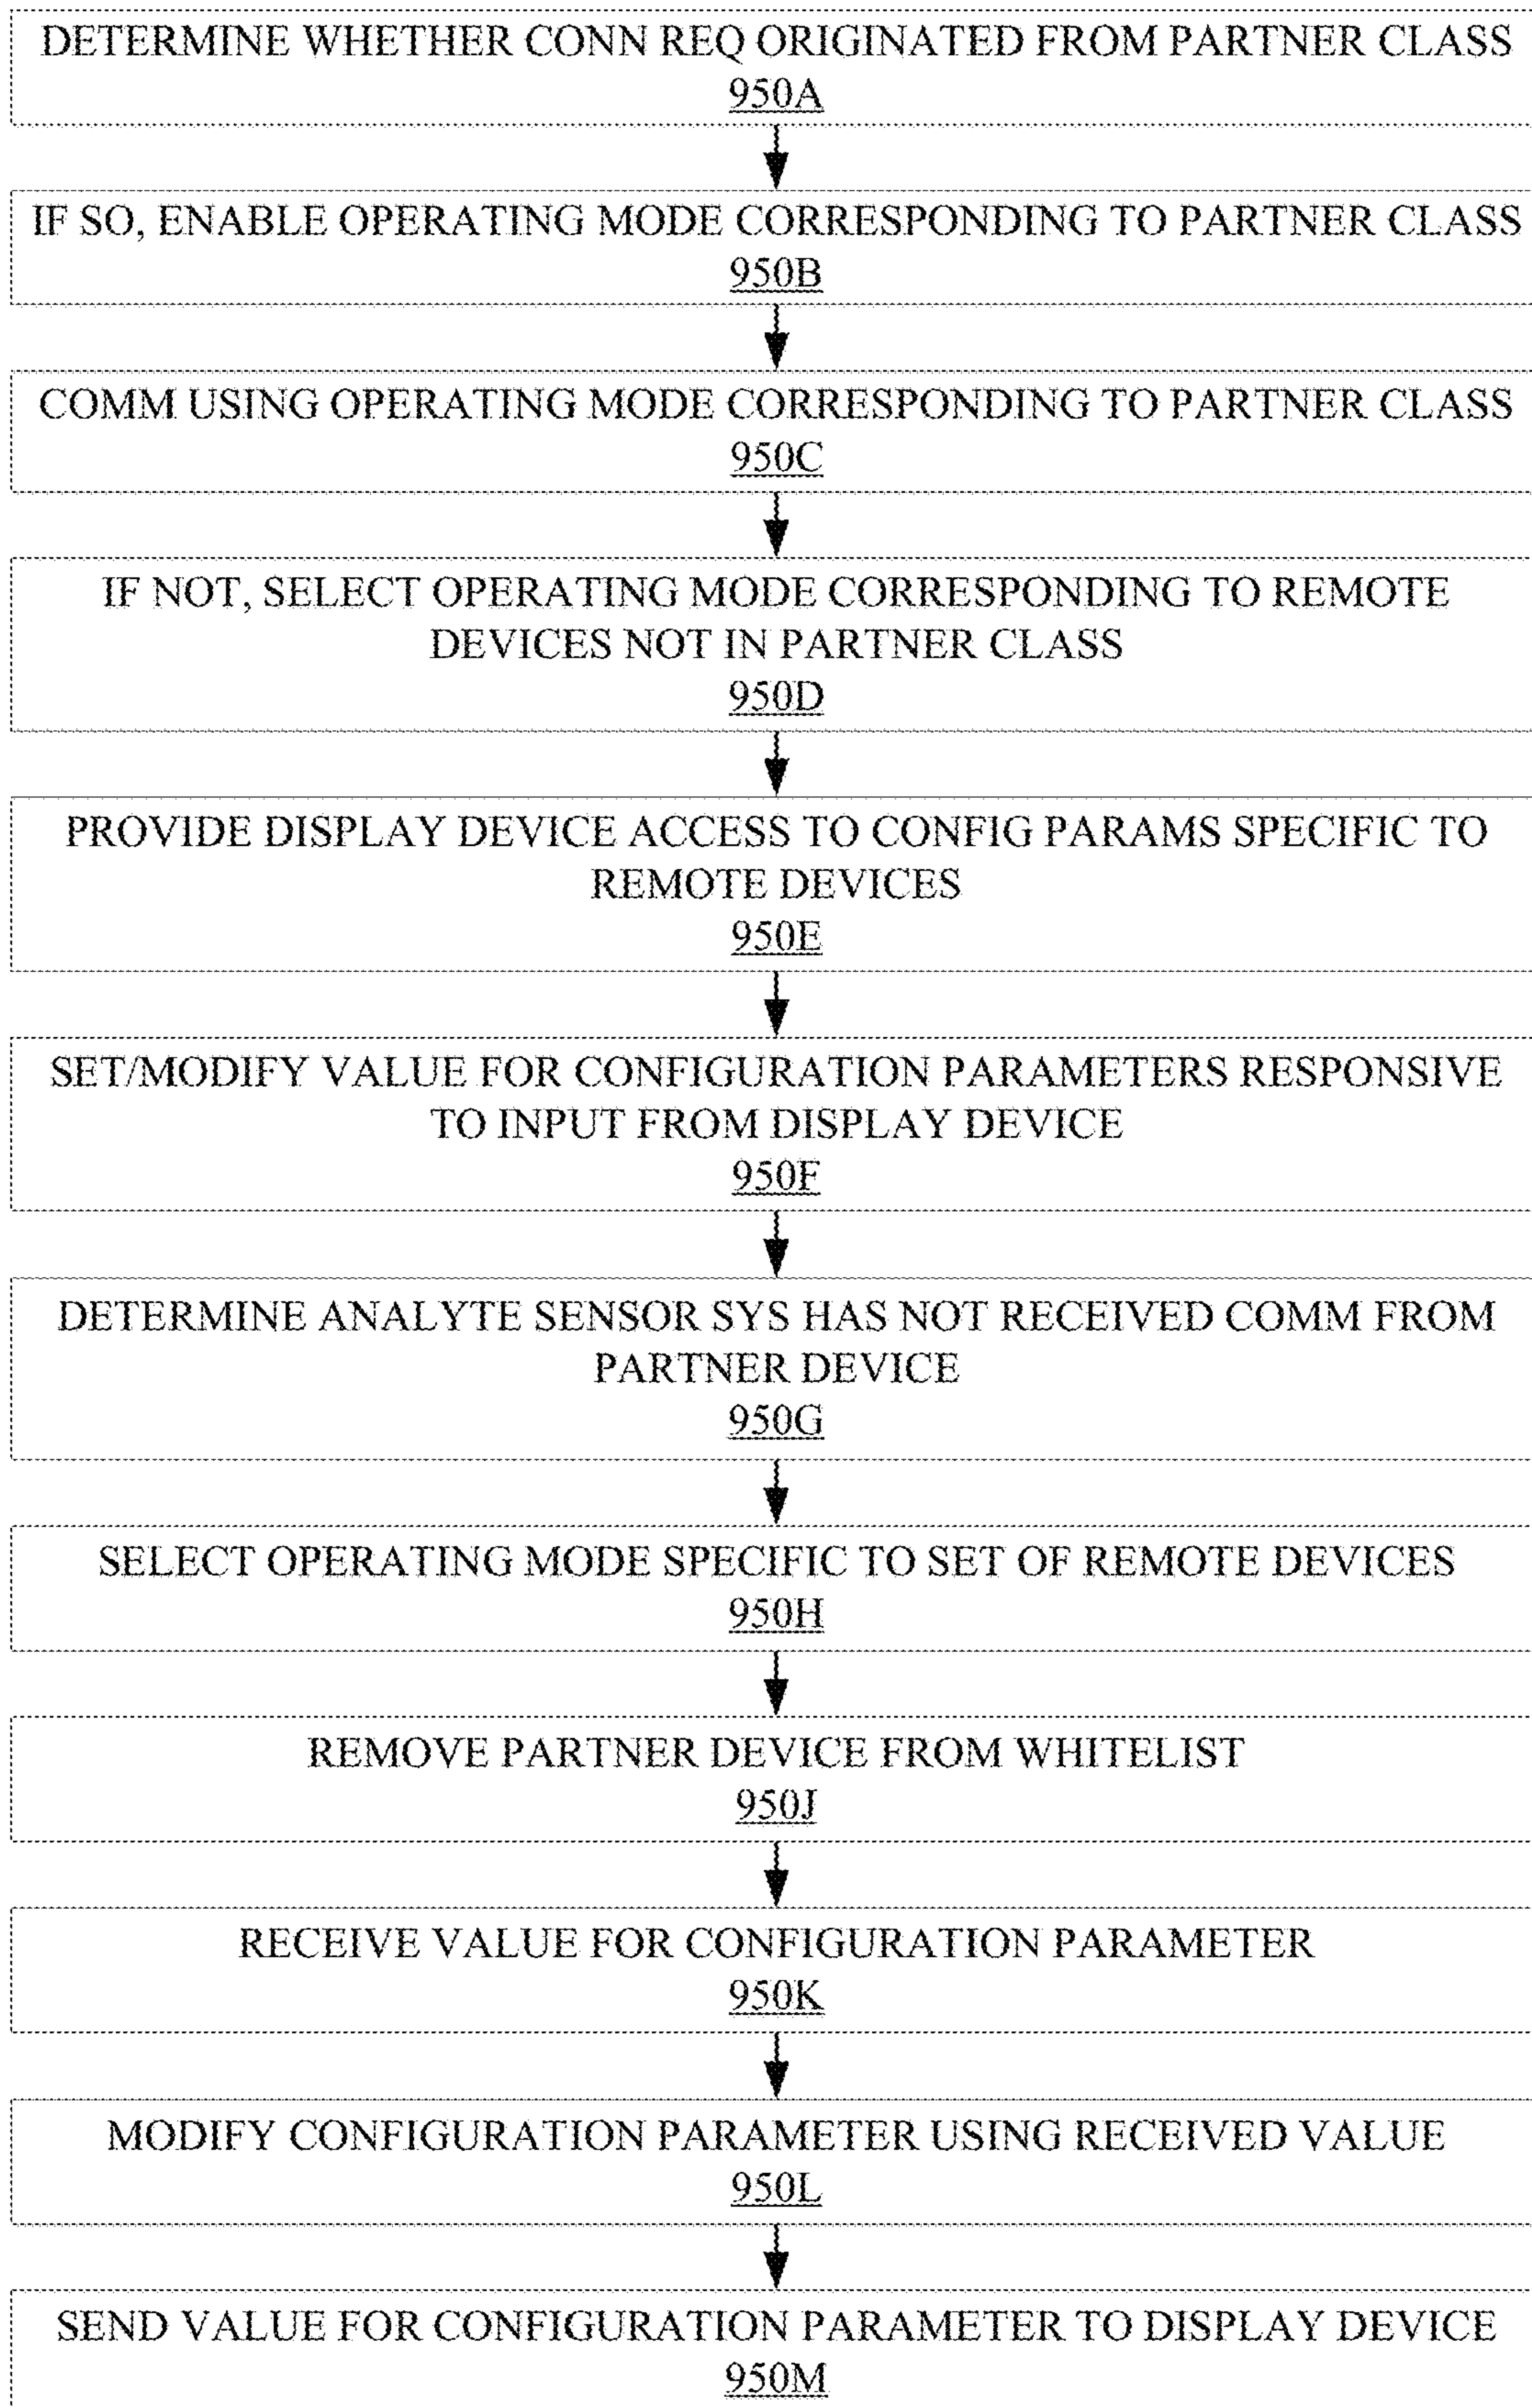 DETERMINE WHETHER CONN REQ ORIGINATED FROM PARTNER CLASS
950A
IF SO, ENABLE OPERATING MODE CORRESPONDING TO PARTNER CLASS
950B
COMM USING OPERATING MODE CORRESPONDING TO PARTNER CLASS
950C
IF NOT, SELECT OPERATING MODE CORRESPONDING TO REMOTE
DEVICES NOT IN PARTNER CLASS
950D
PROVIDE DISPLAY DEVICE ACCESS TO CONFIG PARAMS SPECIFIC TO
REMOTE DEVICES
950E
SET/MODIFY VALUE FOR CONFIGURATION PARAMETERS RESPONSIVE
TO INPUT FROM DISPLAY DEVICE
950F
DETERMINE ANALYTE SENSOR SYS HAS NOT RECEIVED COMM FROM
PARTNER DEVICE
950G
SELECT OPERATING MODE SPECIFIC TO SET OF REMOTE DEVICES
950H
REMOVE PARTNER DEVICE FROM WHITELIST
950J
RECEIVE VALUE FOR CONFIGURATION PARAMETER
950K
MODIFY CONFIGURATION PARAMETER USING RECEIVED VALUE
950L
SEND VALUE FOR CONFIGURATION PARAMETER TO DISPLAY DEVICE
950M